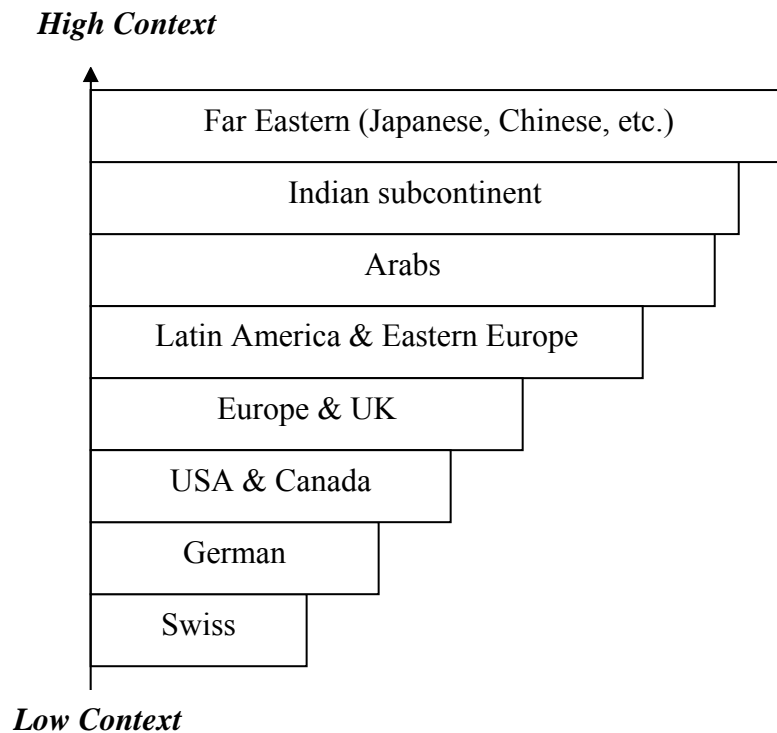 High Context
Far Eastern (Japanese, Chinese, etc.)
Indian subcontinent
Arabs
Latin America & Eastern Europe
Europe & UK
USA & Canada
German
Swiss
Low Context